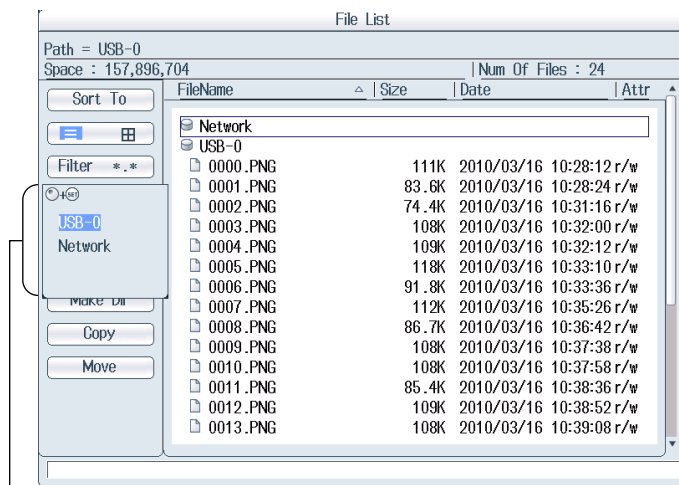 File List
Path = USB-0
Space : 157,896,704 Num Of Files : 24
Sort To
Filter *.*
SET
USB-0
Network
Make Dir
Copy
Move
FileName Size Date Attr
Network
USB-0
0000.PNG 111K 2010/03/16 10:28:12 r/w
0001.PNG 83.6K 2010/03/16 10:28:24 r/w
0002.PNG 74.4K 2010/03/16 10:31:16 r/w
0003.PNG 108K 2010/03/16 10:32:00 r/w
0004.PNG 109K 2010/03/16 10:32:12 r/w
0005.PNG 118K 2010/03/16 10:33:10 r/w
0006.PNG 91.8K 2010/03/16 10:33:36 r/w
0007.PNG 112K 2010/03/16 10:35:26 r/w
0008.PNG 86.7K 2010/03/16 10:36:42 r/w
0009.PNG 108K 2010/03/16 10:37:38 r/w
0010.PNG 108K 2010/03/16 10:37:58 r/w
0011.PNG 85.4K 2010/03/16 10:38:36 r/w
0012.PNG 109K 2010/03/16 10:38:52 r/w
0013.PNG 108K 2010/03/16 10:39:08 r/w